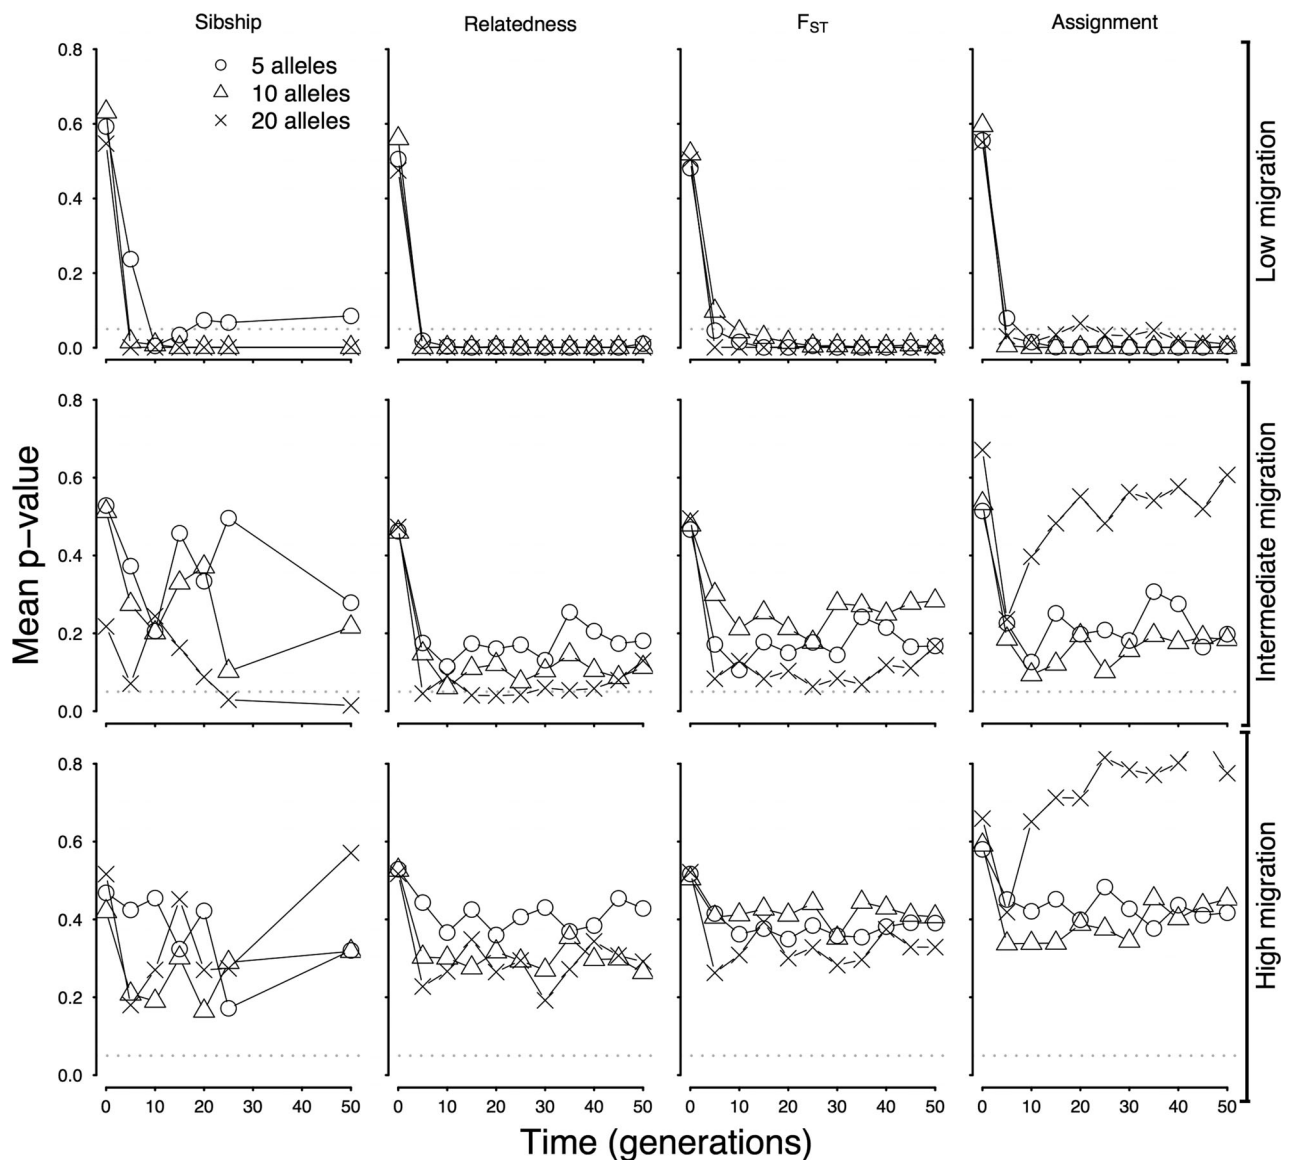 Sibship
Relatedness
FST
Assignment
5 alleles
10 alleles
20 alleles
0.8
0.6
0.4
0.2
0.0
Low migration
0.8
0.6
0.4
0.2
0.0
Intermediate migration
0.8
0.6
0.4
0.2
0.0
High migration
Mean p-value
0 10 20 30 40 50
0 10 20 30 40 50
0 10 20 30 40 50
0 10 20 30 40 50
Time (generations)